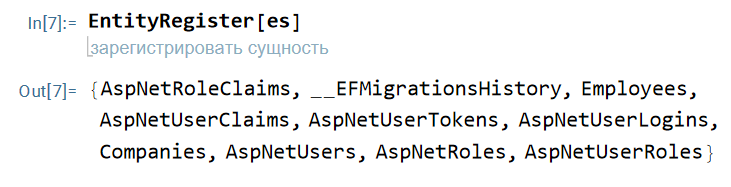 In[7]:= EntityRegister[es]
зарегистрировать сущность
Out[7]= {AspNetRoleClaims, __EFMigrationsHistory, Employees,
AspNetUserClaims, AspNetUserTokens, AspNetUserLogins,
Companies, AspNetUsers, AspNetRoles, AspNetUserRoles}